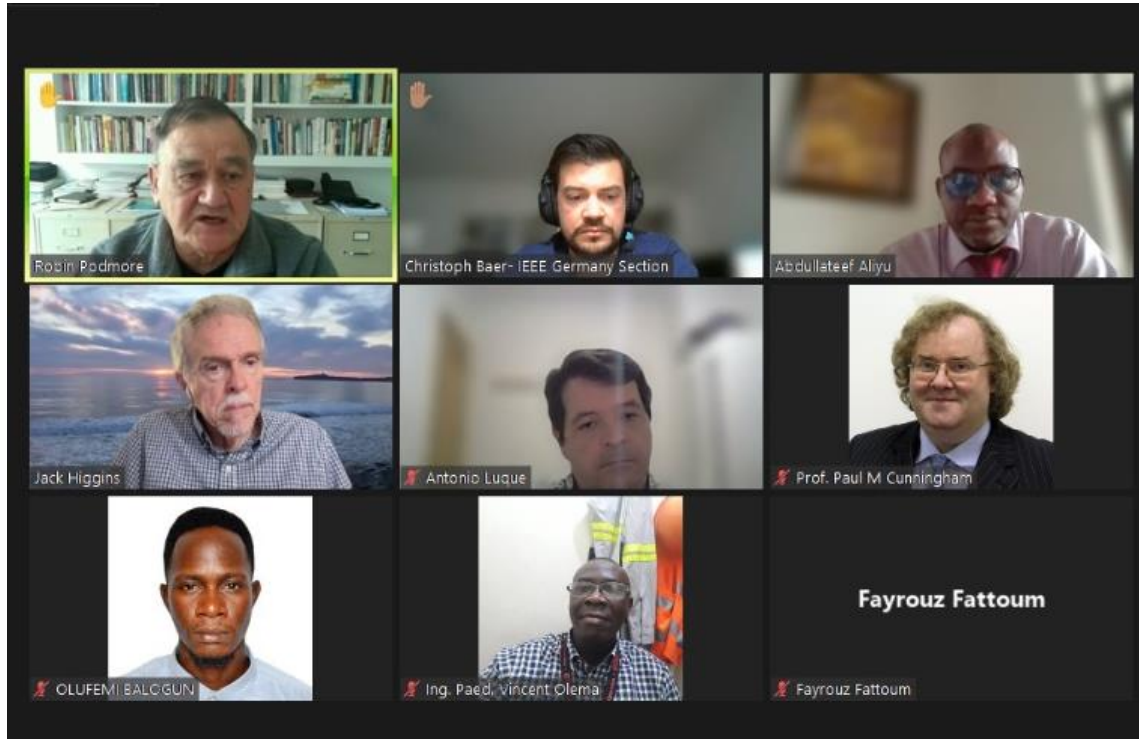 Robin Podmore
Christoph Baer- IEEE Germany Section
Abdullateef Aliyu
Jack Higgins
Antonio Luque
Prof. Paul M Cunningham
OLUFEMI BALOGUN
Ing. Paed, Vincent Olema
Fayrouz Fattoum
Fayrouz Fattoum